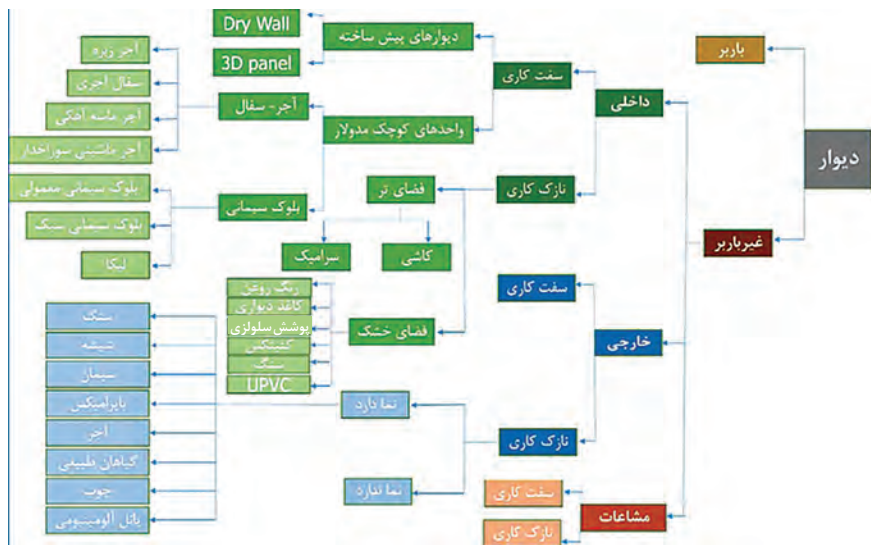 دیوار
باربر
غیرباربر
داخلی
سفت کاری
دیوارهای پیش ساخته
Dry Wall
3D panel
واحدهای کوچک مدولار
آجر- سفال
آجر زبره
سفال آجری
آجر ماسه آهکی
آجر ماشینی سوراخدار
بلوک سیمانی
بلوک سیمانی معمولی
بلوک سیمانی سبک
لیکا
نازک کاری
فضای تر
کاشی
سرامیک
فضای خشک
رنگ روغن
کاغذ دیواری
پوشش سلولزی
کنیتکس
سنگ
UPVC
خارجی
سفت کاری
نازک کاری
نما دارد
سنگ
شیشه
سیمان
بایرامیکس
آجر
گیاهان طبیعی
چوب
پانل آلومینیومی
نما ندارد
مشاعات
سفت کاری
نازک کاری